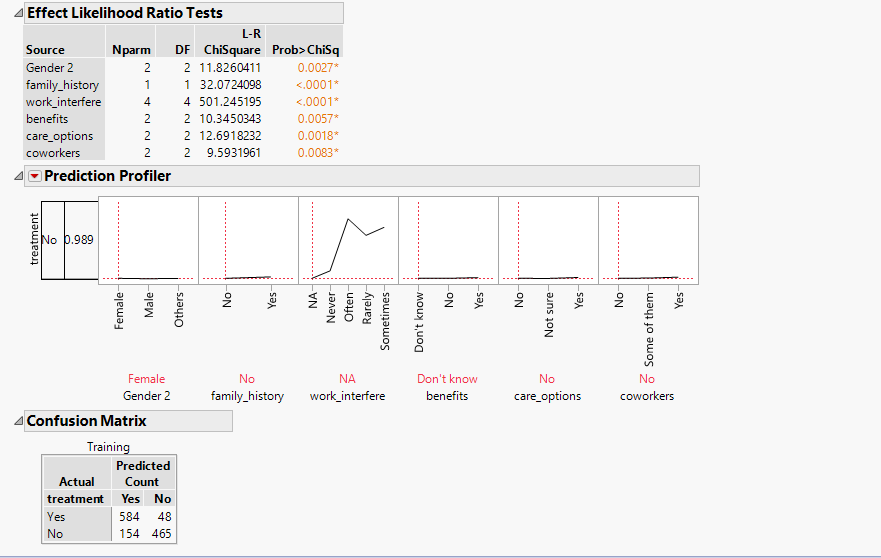 Effect Likelihood Ratio Tests
L-R
Source Nparm DF ChiSquare Prob>ChiSq
Gender 2 2 2 11.8260411 0.0027*
family_history 1 1 32.0724098 <.0001*
work_interfere 4 4 501.245195 <.0001*
benefits 2 2 10.3450343 0.0057*
care_options 2 2 12.6918232 0.0018*
coworkers 2 2 9.5931961 0.0083*
Prediction Profiler
treatment
No 0.989
Female Male Others No Yes NA Never Often Rarely Sometimes Don't know No Yes No Not sure Yes No Some of them Yes
Female No NA Don't know No No
Gender 2 family_history work_interfere benefits care_options coworkers
Confusion Matrix
Training
Predicted
Actual Count
treatment Yes No
Yes 584 48
No 154 465